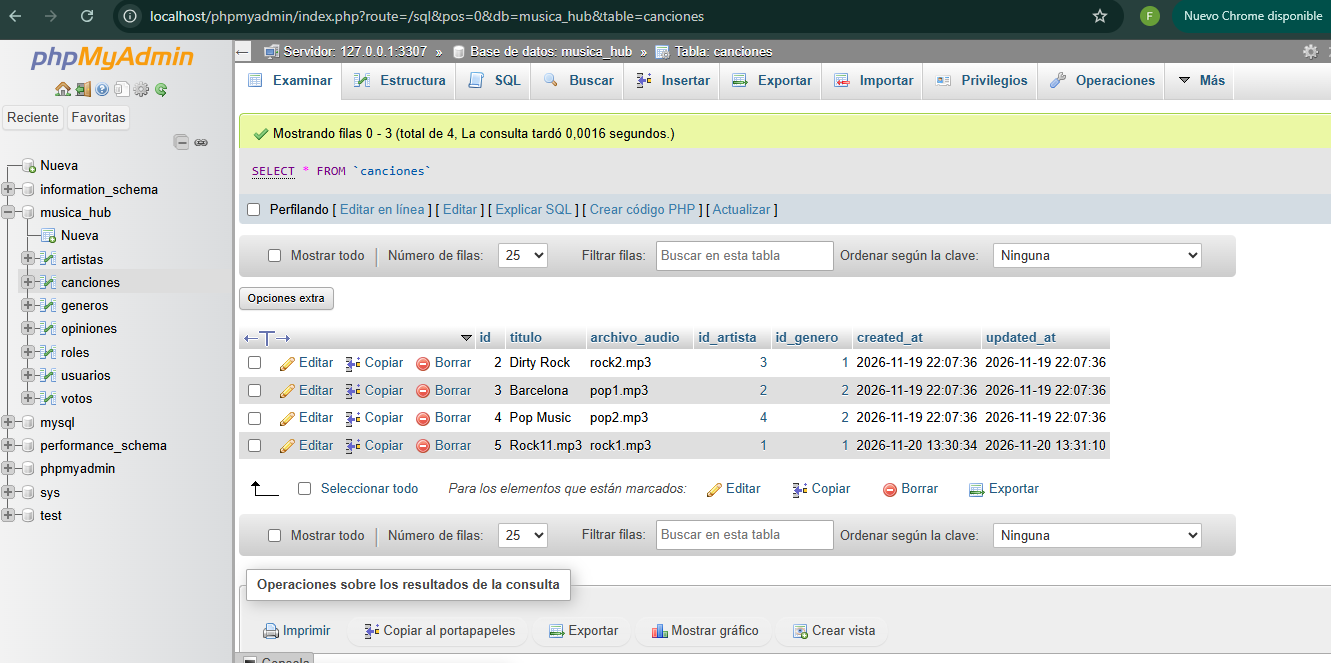 localhost/phpmyadmin/index.php?route=/sql&pos=0&db=musica_hub&table=canciones
F
Nuevo Chrome disponible
phpMyAdmin
Reciente Favoritas
Nueva
information_schema
musica_hub
Nueva
artistas
canciones
generos
opiniones
roles
usuarios
votos
mysql
performance_schema
phpmyadmin
sys
test
Servidor: 127.0.0.1:3307 » Base de datos: musica_hub » Tabla: canciones
Examinar Estructura SQL Buscar Insertar Exportar Importar Privilegios Operaciones Más
Mostrando filas 0 - 3 (total de 4, La consulta tardó 0,0016 segundos.)
SELECT * FROM `canciones`
Perfilando [ Editar en línea ] [ Editar ] [ Explicar SQL ] [ Crear código PHP ] [ Actualizar ]
Mostrar todo Número de filas: 25 Filtrar filas: Buscar en esta tabla Ordenar según la clave: Ninguna
Opciones extra
id titulo archivo_audio id_artista id_genero created_at updated_at
Editar Copiar Borrar 2 Dirty Rock rock2.mp3 3 1 2026-11-19 22:07:36 2026-11-19 22:07:36
Editar Copiar Borrar 3 Barcelona pop1.mp3 2 2 2026-11-19 22:07:36 2026-11-19 22:07:36
Editar Copiar Borrar 4 Pop Music pop2.mp3 4 2 2026-11-19 22:07:36 2026-11-19 22:07:36
Editar Copiar Borrar 5 Rock11.mp3 rock1.mp3 1 1 2026-11-20 13:30:34 2026-11-20 13:31:10
Seleccionar todo Para los elementos que están marcados: Editar Copiar Borrar Exportar
Mostrar todo Número de filas: 25 Filtrar filas: Buscar en esta tabla Ordenar según la clave: Ninguna
Operaciones sobre los resultados de la consulta
Imprimir Copiar al portapapeles Exportar Mostrar gráfico Crear vista
Consola